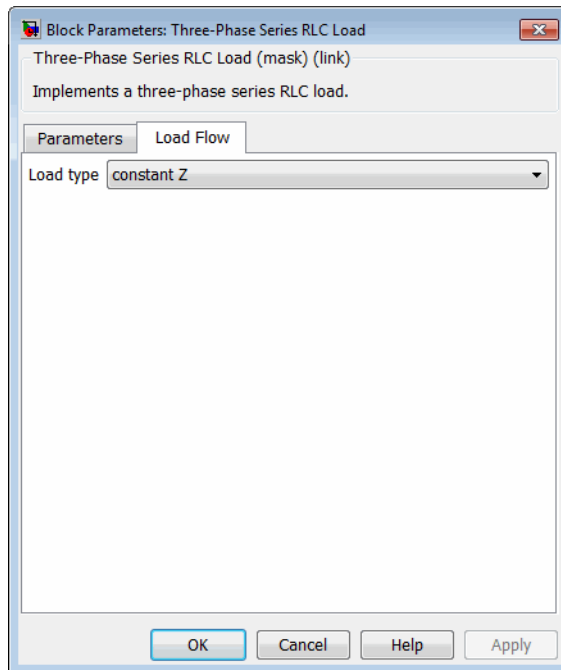 Block Parameters: Three-Phase Series RLC Load
Three-Phase Series RLC Load (mask) (link)
Implements a three-phase series RLC load.
Parameters Load Flow
Load type constant Z
OK Cancel Help Apply